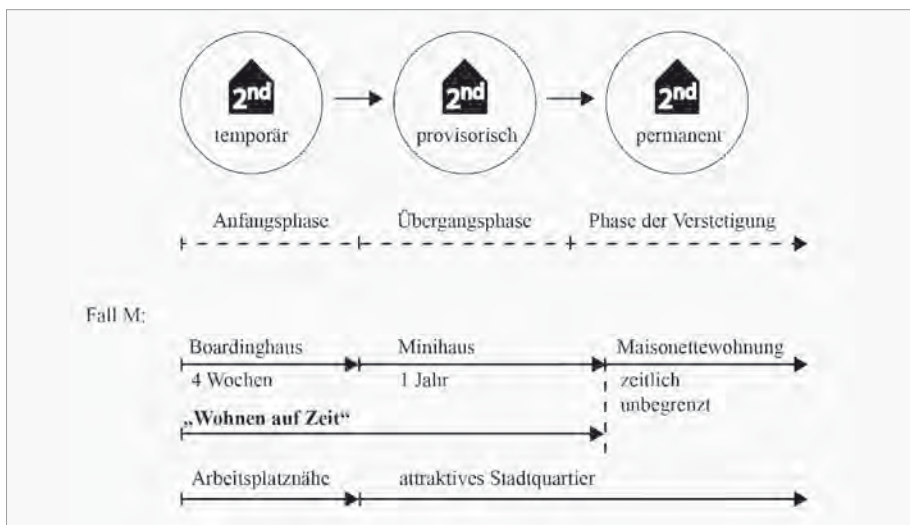 2nd 2nd 2nd
temporär provisorisch permanent
Anfangsphase Übergangsphase Phase der Verstetigung
Fall M:
Boardinghaus Minihaus Maisonettewohnung
4 Wochen 1 Jahr zeitlich
unbegrenzt
„Wohnen auf Zeit“
Arbeitsplatznähe attraktives Stadtquartier